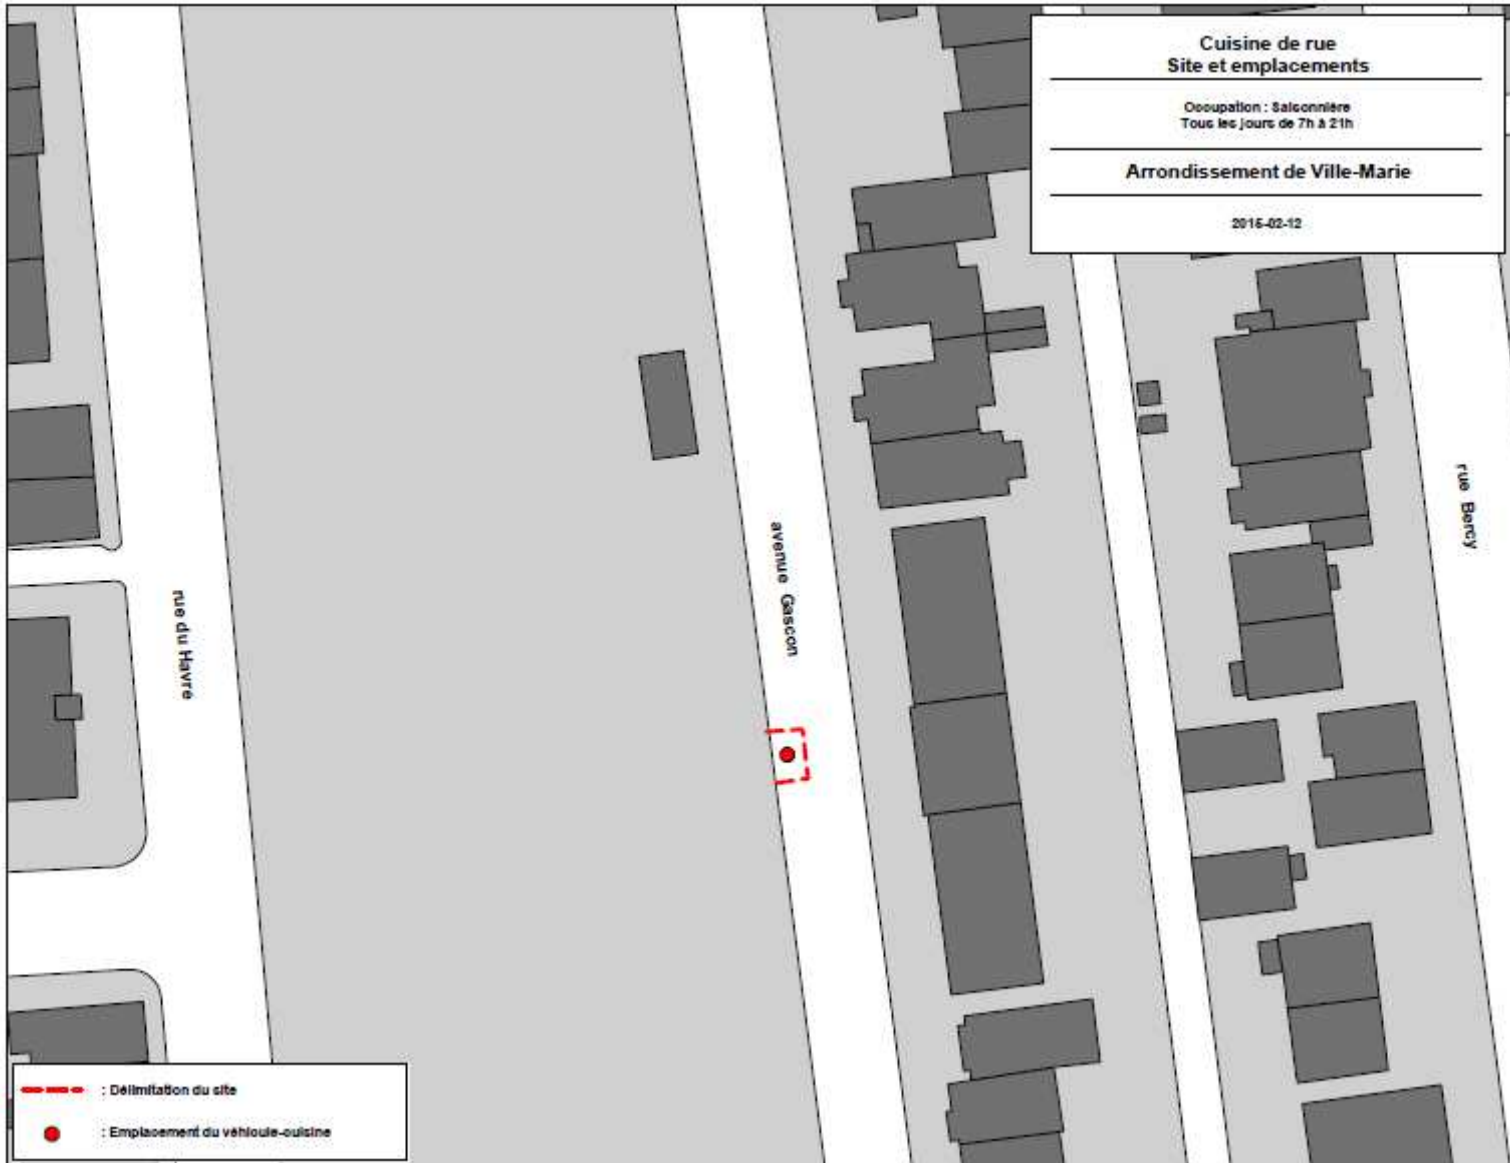 Cuisine de rue
Site et emplacements
Occupation : Saisonnière
Tous les jours de 7h à 21h
Arrondissement de Ville-Marie
rue Bercy
avenue Gascon
rue du Havre
: Délimitation du site
: Emplacement du véhicule-cuisine